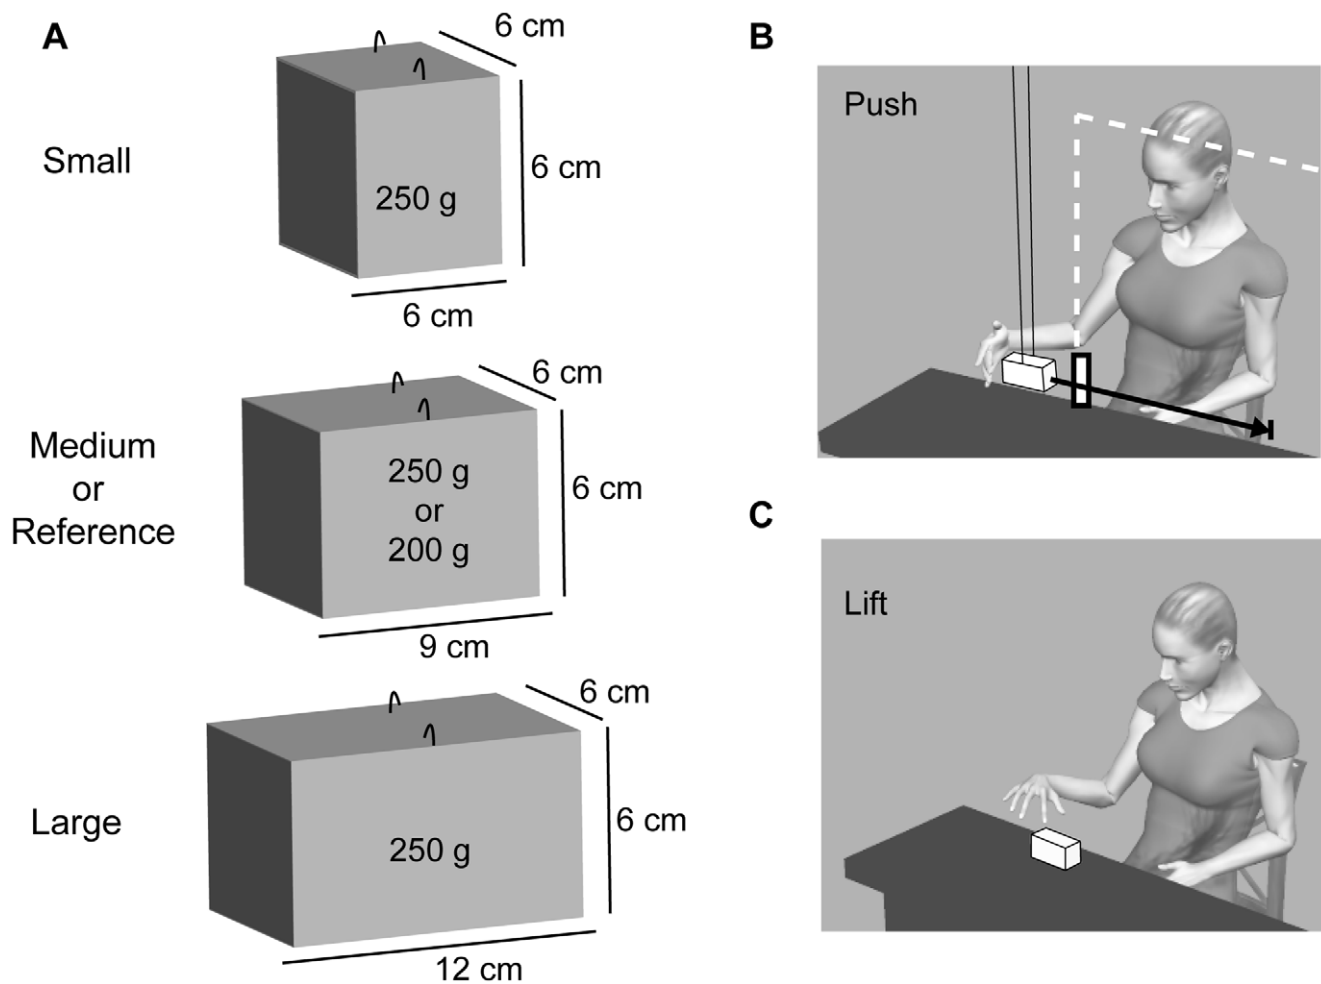 A
6 cm
Small
6 cm
250 g
6 cm
6 cm
Medium
or
Reference
250 g
or
200 g
6 cm
9 cm
6 cm
Large
6 cm
250 g
12 cm
B
Push
C
Lift